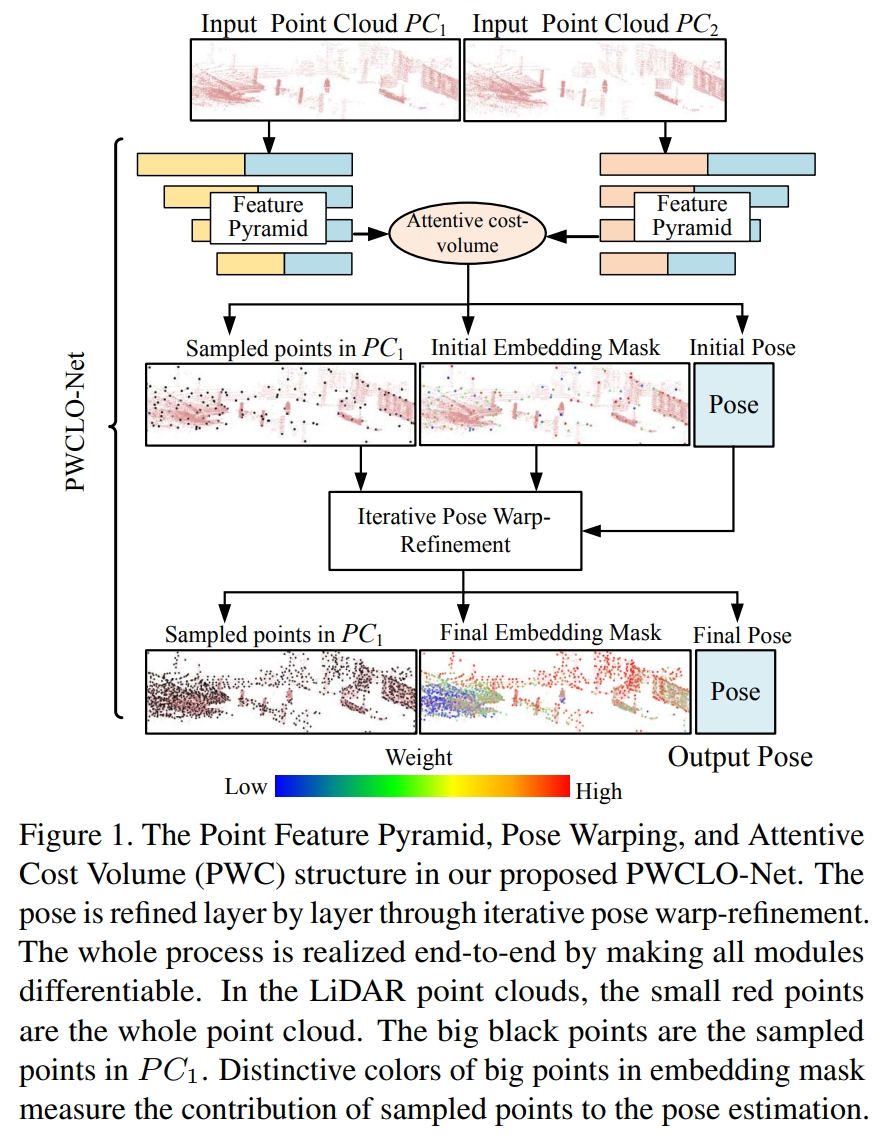 Input Point Cloud PC₁
Input Point Cloud PC₂
Feature
Pyramid
Attentive cost-
volume
Feature
Pyramid
PWCLO-Net
Sampled points in PC₁
Initial Embedding Mask
Initial Pose
Pose
Iterative Pose Warp-
Refinement
Sampled points in PC₁
Final Embedding Mask
Final Pose
Pose
Output Pose
Weight
Low
High
Figure 1. The Point Feature Pyramid, Pose Warping, and Attentive
Cost Volume (PWC) structure in our proposed PWCLO-Net. The
pose is refined layer by layer through iterative pose warp-refinement.
The whole process is realized end-to-end by making all modules
differentiable. In the LiDAR point clouds, the small red points
are the whole point cloud. The big black points are the sampled
points in PC₁. Distinctive colors of big points in embedding mask
measure the contribution of sampled points to the pose estimation.